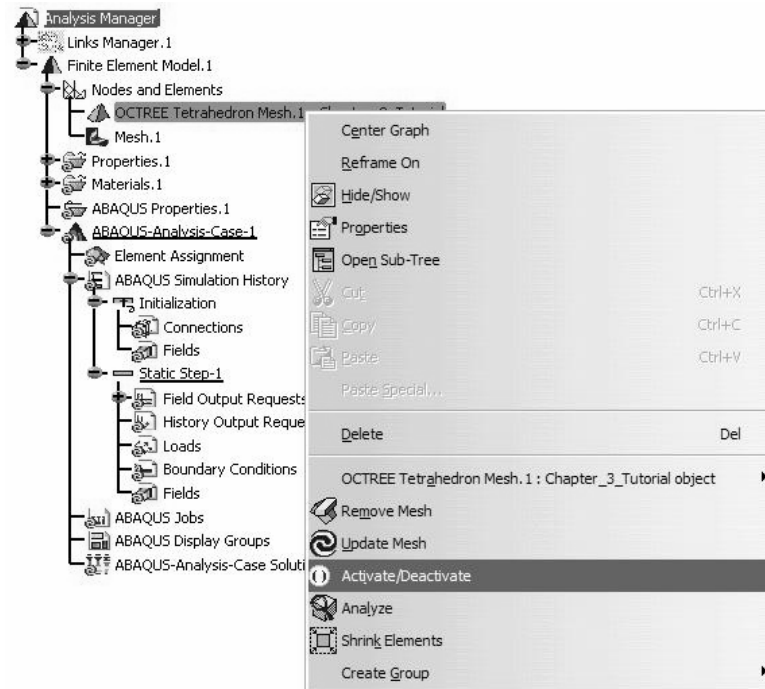 Analysis Manager
Links Manager.1
Finite Element Model.1
Nodes and Elements
OCTREE Tetrahedron Mesh.1
Mesh.1
Properties.1
Materials.1
ABAQUS Properties.1
ABAQUS-Analysis-Case-1
Element Assignment
ABAQUS Simulation History
Initialization
Connections
Fields
Static Step-1
Field Output Requests
History Output Reque
Loads
Boundary Conditions
Fields
ABAQUS Jobs
ABAQUS Display Groups
ABAQUS-Analysis-Case Soluti
Center Graph
Reframe On
Hide/Show
Properties
Open Sub-Tree
Cut Ctrl+X
Copy Ctrl+C
Paste Ctrl+V
Paste Special...
Delete Del
OCTREE Tetrahedron Mesh.1 : Chapter_3_Tutorial object
Remove Mesh
Update Mesh
Activate/Deactivate
Analyze
Shrink Elements
Create Group